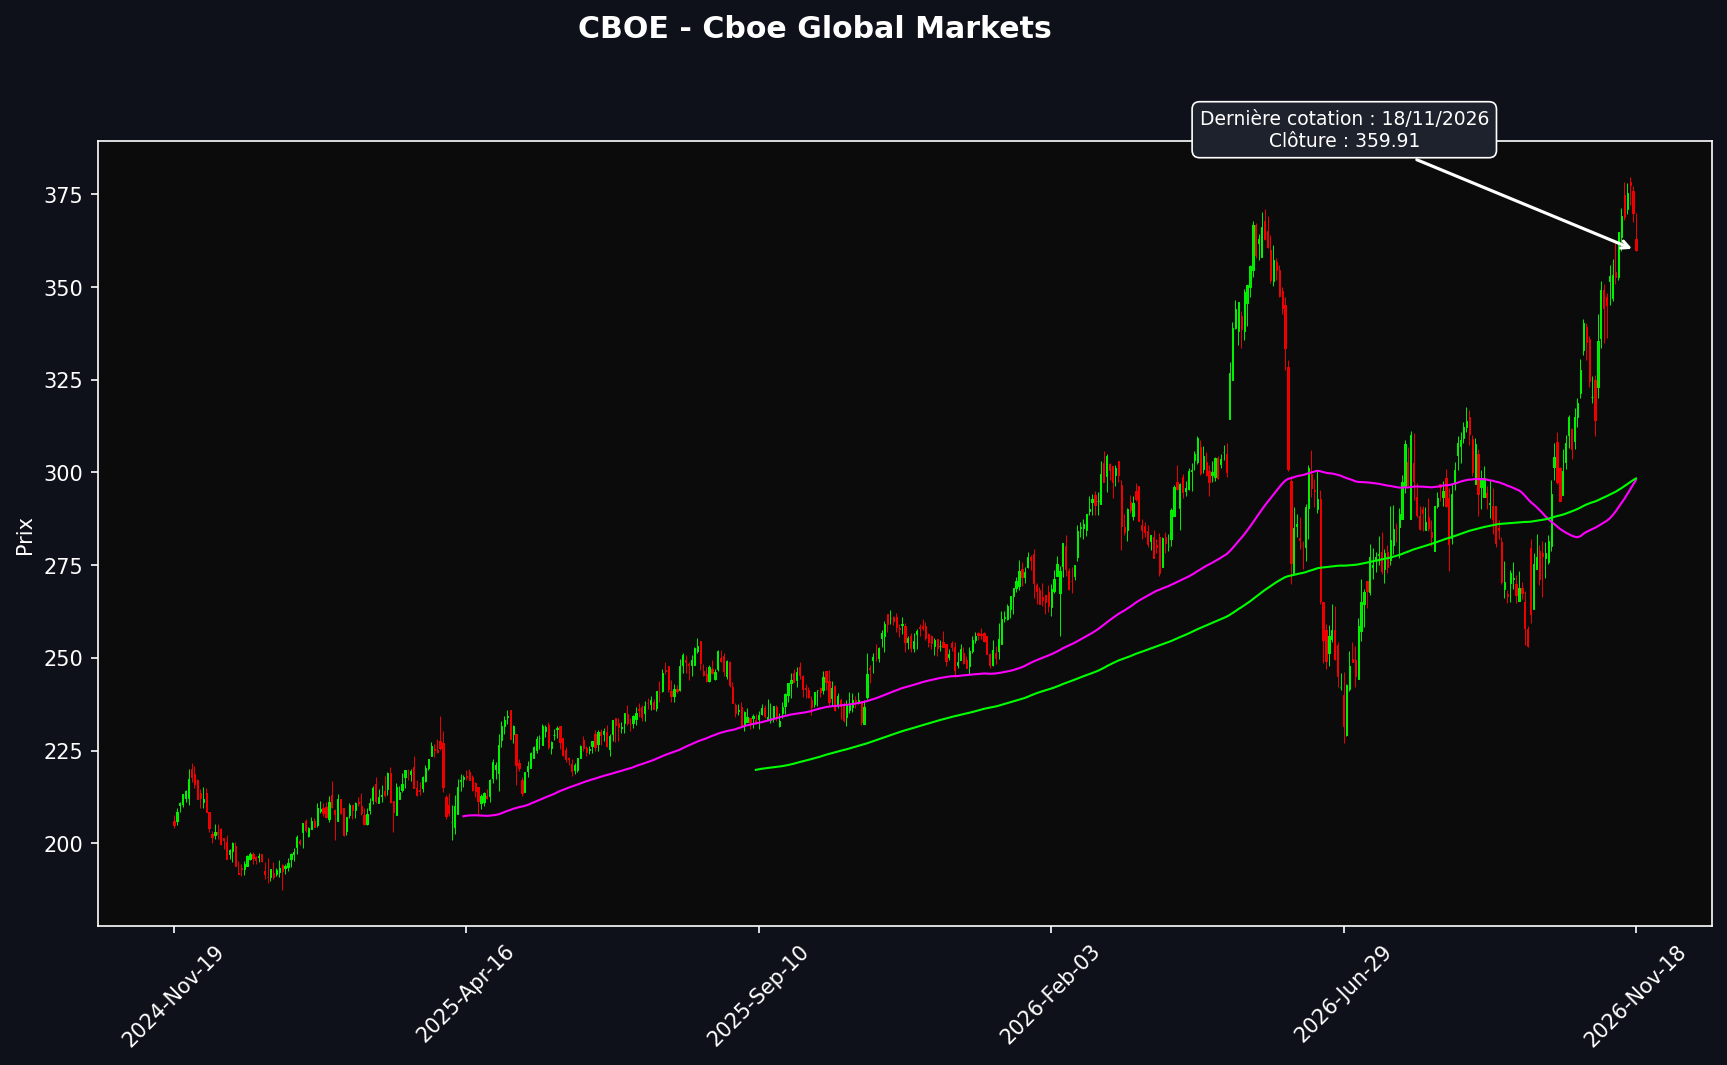 CBOE - Cboe Global Markets
Dernière cotation : 18/11/2026
Clôture : 359.91
Prix
375
350
325
300
275
250
225
200
2024-Nov-19
2025-Apr-16
2025-Sep-10
2026-Feb-03
2026-Jun-29
2026-Nov-18